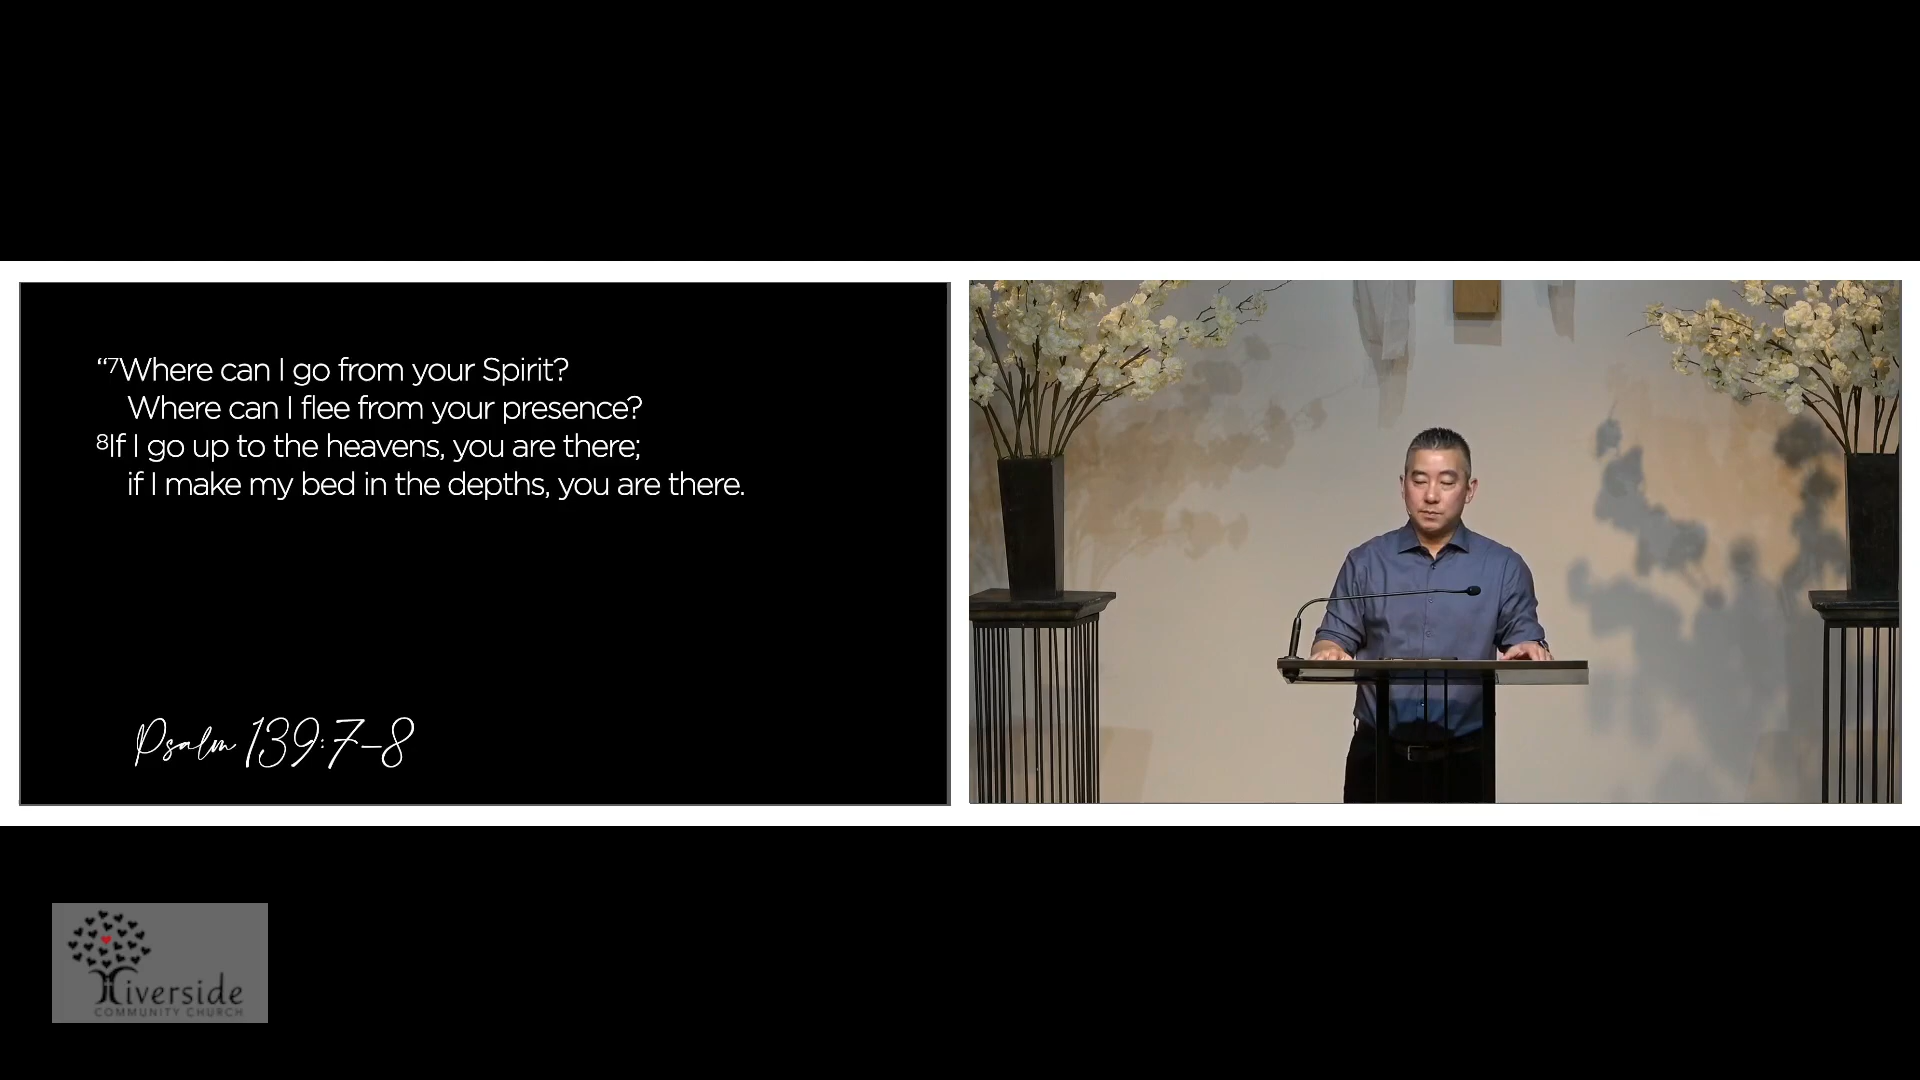 “⁷Where can I go from your Spirit?
Where can I flee from your presence?
⁸If I go up to the heavens, you are there;
if I make my bed in the depths, you are there.
Psalm 139:7–8
Riverside
COMMUNITY CHURCH